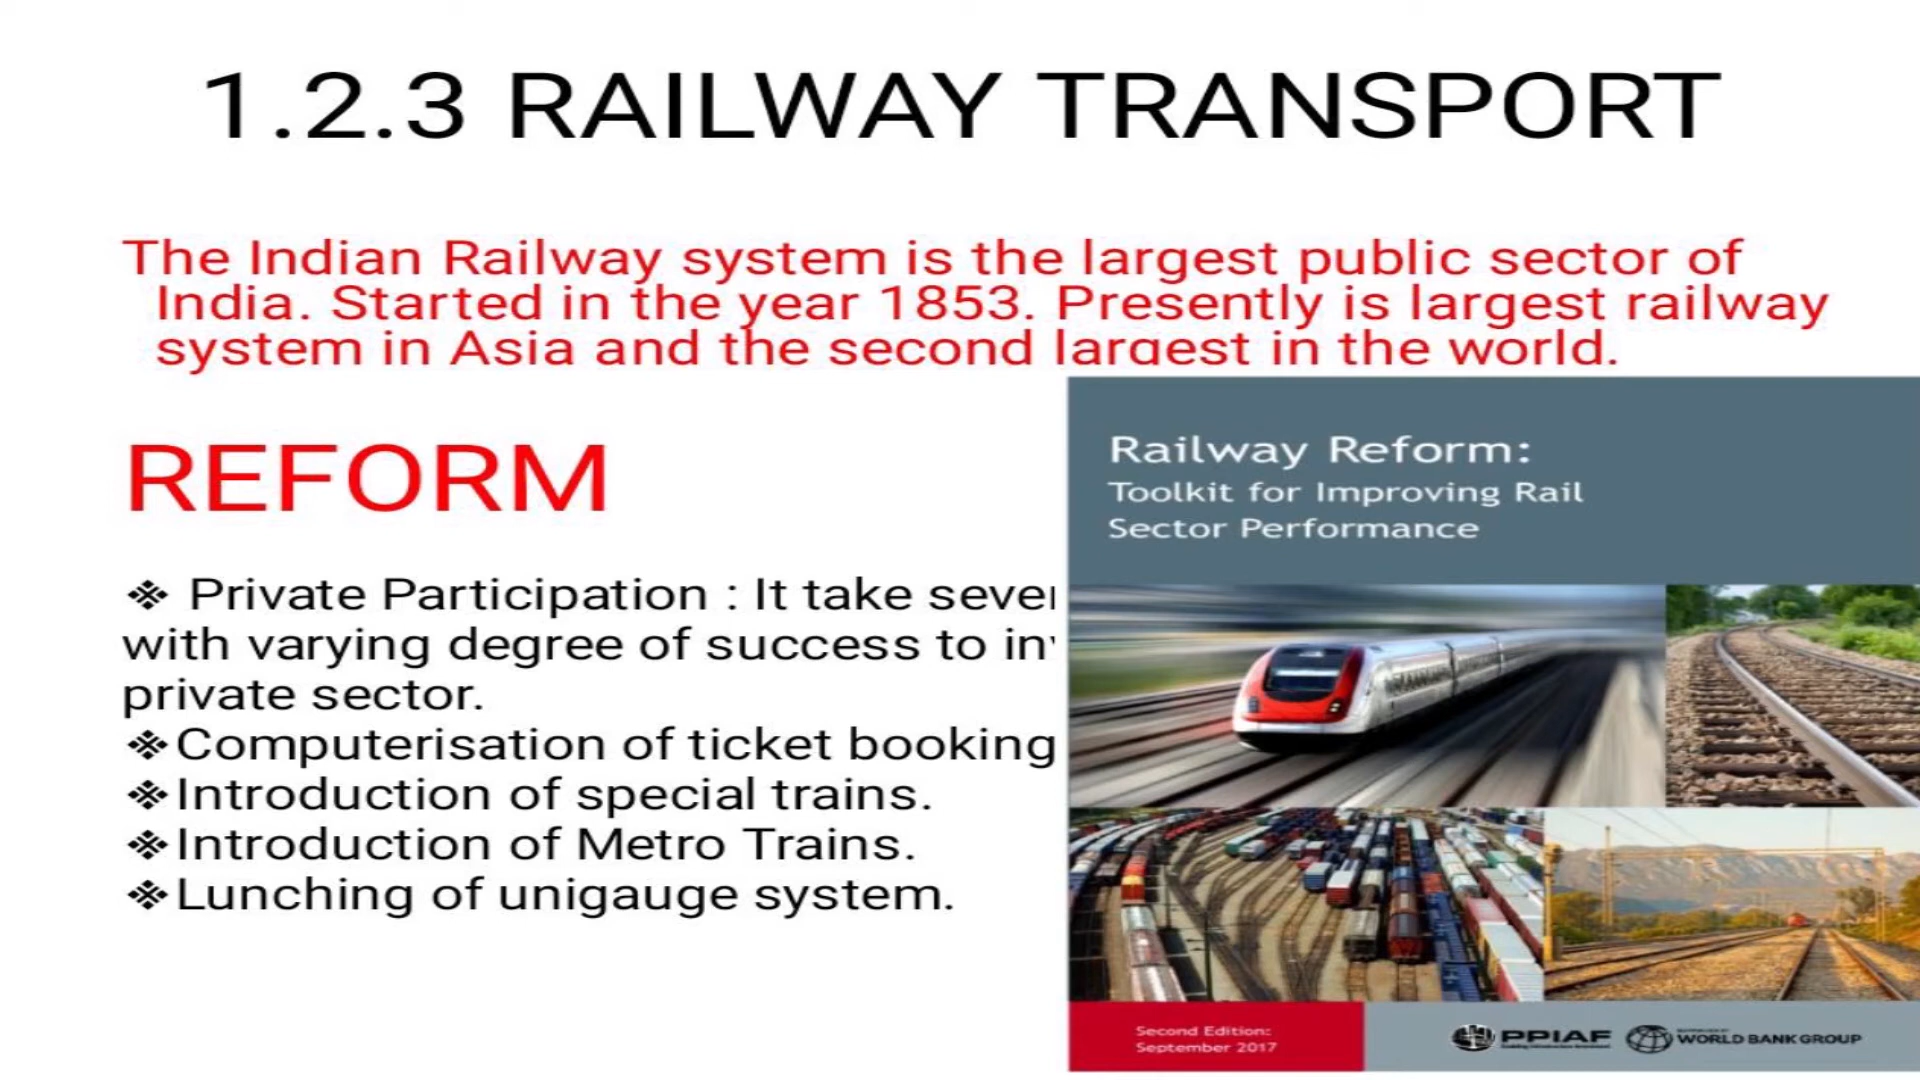 1.2.3 RAILWAY TRANSPORT
The Indian Railway system is the largest public sector of
India. Started in the year 1853. Presently is largest railway
system in Asia and the second largest in the world.
REFORM
❖ Private Participation : It take
with varying degree of success to
private sector.
❖Computerisation of ticket booking
❖Introduction of special trains.
❖Introduction of Metro Trains.
❖Lunching of unigauge system.
Railway Reform:
Toolkit for Improving Rail
Sector Performance
Second Edition:
September 2017
PPIAF
WORLD BANK GROUP